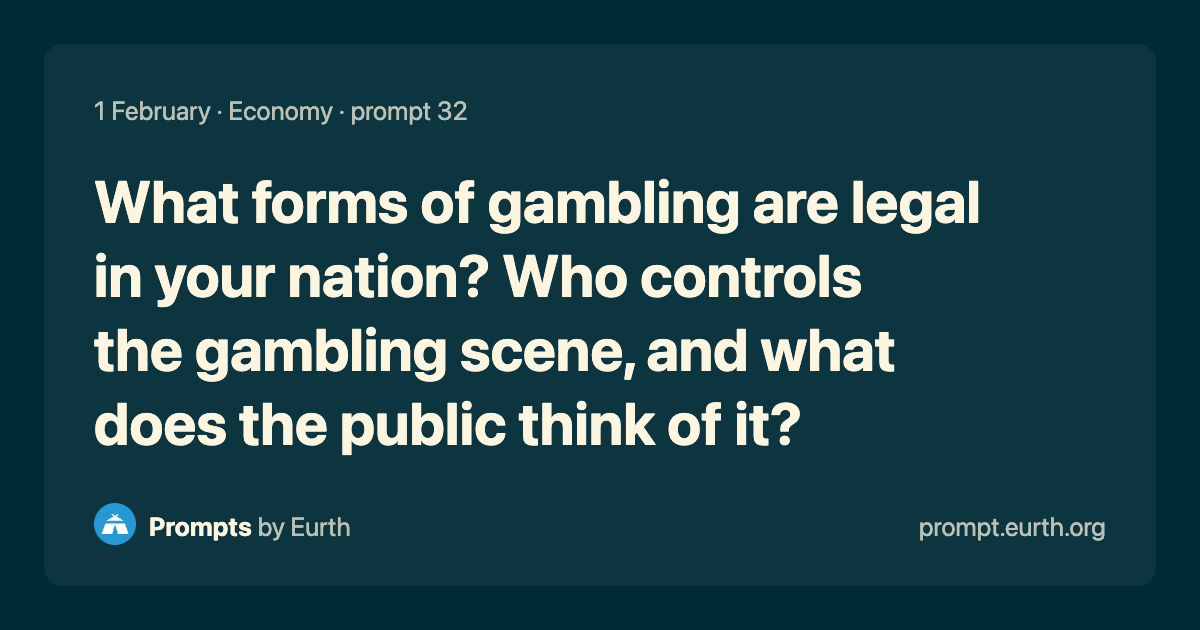 1 February · Economy · prompt 32
What forms of gambling are legal
in your nation? Who controls
the gambling scene, and what
does the public think of it?
Prompts by Eurth
prompt.eurth.org